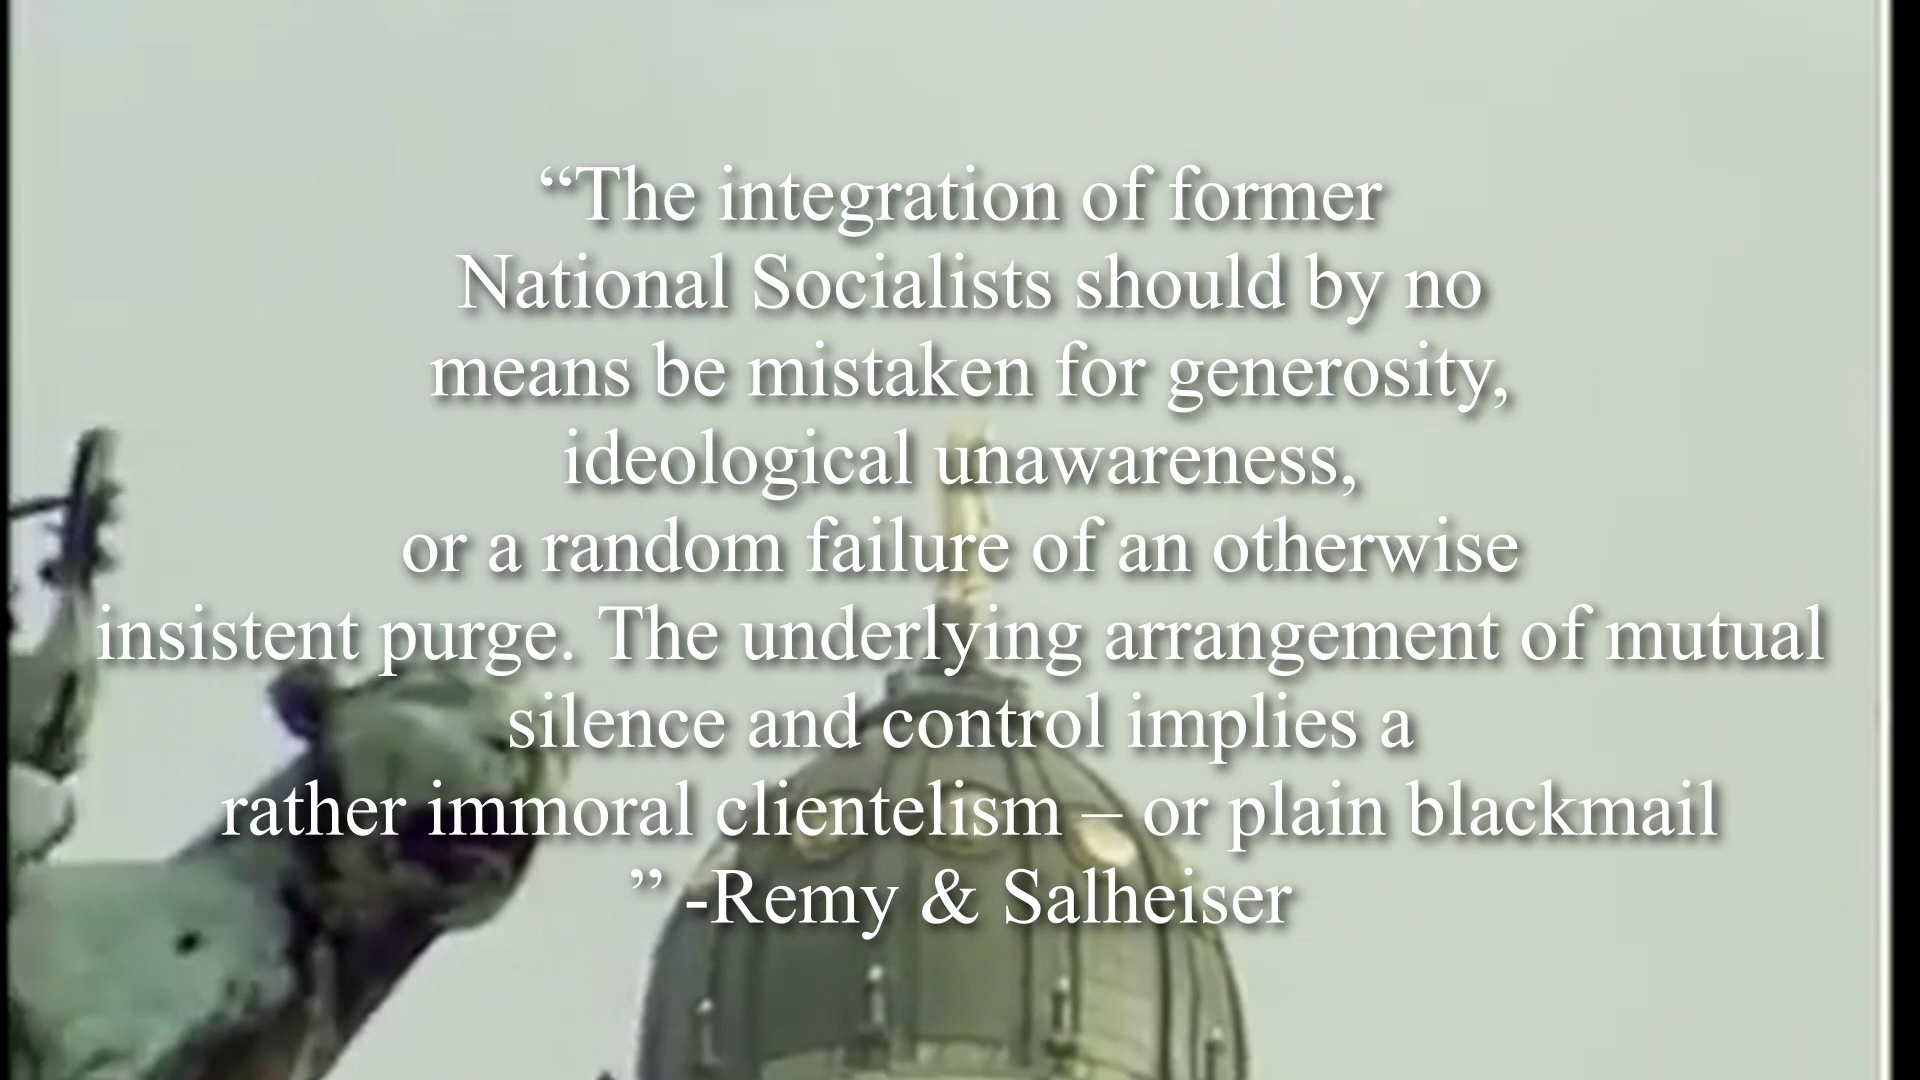 “The integration of former
National Socialists should by no
means be mistaken for generosity,
ideological unawareness,
or a random failure of an otherwise
insistent purge. The underlying arrangement of mutual
silence and control implies a
rather immoral clientelism – or plain blackmail
” -Remy & Salheiser